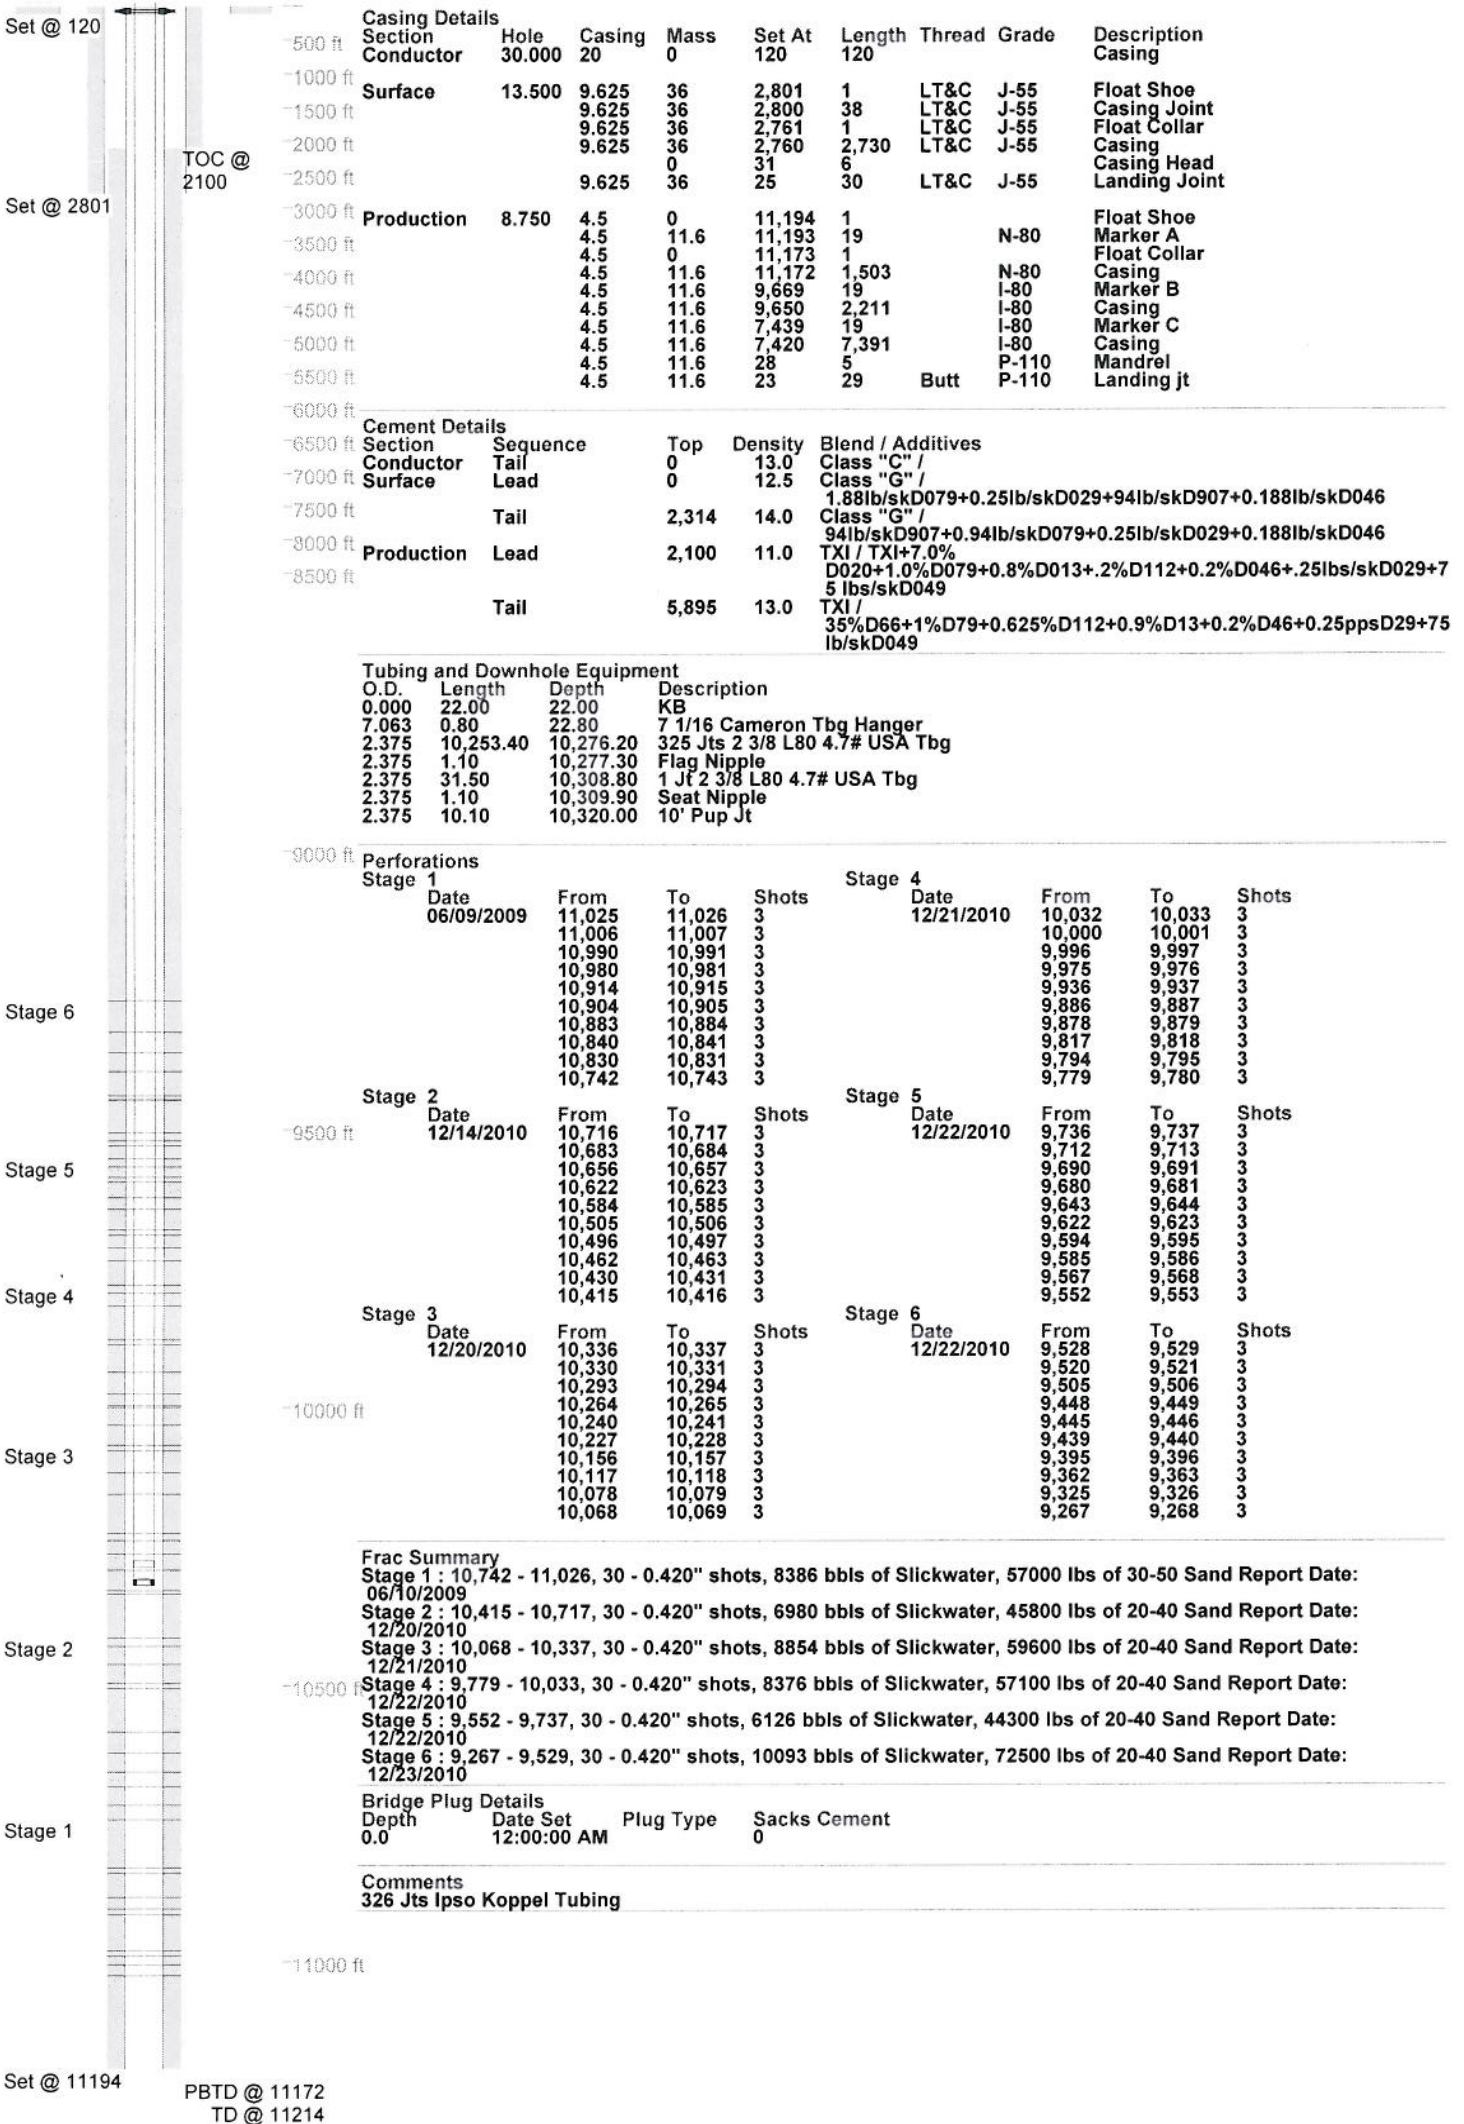 Set @ 120
TOC @
2100
Set @ 2801
500 ft
1000 ft
1500 ft
2000 ft
2500 ft
3000 ft
3500 ft
4000 ft
4500 ft
5000 ft
5500 ft
6000 ft
6500 ft
7000 ft
7500 ft
8000 ft
8500 ft
9000 ft
9500 ft
10000 ft
10500 ft
11000 ft
Stage 6
Stage 5
Stage 4
Stage 3
Stage 2
Stage 1
Set @ 11194
PBTD @ 11172
TD @ 11214
Casing Details
Section Hole Casing Mass Set At Length Thread Grade Description
Conductor 30.000 20 0 120 120 Casing
Surface 13.500 9.625 36 2,801 1 LT&C J-55 Float Shoe
9.625 36 2,800 38 LT&C J-55 Casing Joint
9.625 36 2,761 1 LT&C J-55 Float Collar
9.625 36 2,760 2,730 LT&C J-55 Casing
0 31 6 Casing Head
9.625 36 25 30 LT&C J-55 Landing Joint
Production 8.750 4.5 0 11,194 1 Float Shoe
4.5 11.6 11,193 19 N-80 Marker A
4.5 0 11,173 1 Float Collar
4.5 11.6 11,172 1,503 N-80 Casing
4.5 11.6 9,669 19 I-80 Marker B
4.5 11.6 9,650 2,211 I-80 Casing
4.5 11.6 7,439 19 I-80 Marker C
4.5 11.6 7,420 7,391 I-80 Casing
4.5 11.6 28 5 P-110 Mandrel
4.5 11.6 23 29 Butt P-110 Landing jt
Cement Details
Section Sequence Top Density Blend / Additives
Conductor Tail 0 13.0 Class "C" /
Surface Lead 0 12.5 Class "G" /
1.88lb/skD079+0.25lb/skD029+94lb/skD907+0.188lb/skD046
Tail 2,314 14.0 Class "G" /
94lb/skD907+0.94lb/skD079+0.25lb/skD029+0.188lb/skD046
Production Lead 2,100 11.0 TXI / TXI+7.0%
D020+1.0%D079+0.8%D013+.2%D112+0.2%D046+.25lbs/skD029+7
5 lbs/skD049
Tail 5,895 13.0 TXI /
35%D66+1%D79+0.625%D112+0.9%D13+0.2%D46+0.25ppsD29+75
lb/skD049
Tubing and Downhole Equipment
O.D. Length Depth Description
0.000 22.00 22.00 KB
7.063 0.80 22.80 7 1/16 Cameron Tbg Hanger
2.375 10,253.40 10,276.20 325 Jts 2 3/8 L80 4.7# USA Tbg
2.375 1.10 10,277.30 Flag Nipple
2.375 31.50 10,308.80 1 Jt 2 3/8 L80 4.7# USA Tbg
2.375 1.10 10,309.90 Seat Nipple
2.375 10.10 10,320.00 10' Pup Jt
Perforations
Stage 1
Date From To Shots
06/09/2009 11,025 11,026 3
11,006 11,007 3
10,990 10,991 3
10,980 10,981 3
10,914 10,915 3
10,904 10,905 3
10,883 10,884 3
10,840 10,841 3
10,830 10,831 3
10,742 10,743 3
Stage 2
Date From To Shots
12/14/2010 10,716 10,717 3
10,683 10,684 3
10,656 10,657 3
10,622 10,623 3
10,584 10,585 3
10,505 10,506 3
10,496 10,497 3
10,462 10,463 3
10,430 10,431 3
10,415 10,416 3
Stage 3
Date From To Shots
12/20/2010 10,336 10,337 3
10,330 10,331 3
10,293 10,294 3
10,264 10,265 3
10,240 10,241 3
10,227 10,228 3
10,156 10,157 3
10,117 10,118 3
10,078 10,079 3
10,068 10,069 3
Stage 4
Date From To Shots
12/21/2010 10,032 10,033 3
10,000 10,001 3
9,996 9,997 3
9,975 9,976 3
9,936 9,937 3
9,886 9,887 3
9,878 9,879 3
9,817 9,818 3
9,794 9,795 3
9,779 9,780 3
Stage 5
Date From To Shots
12/22/2010 9,736 9,737 3
9,712 9,713 3
9,690 9,691 3
9,680 9,681 3
9,643 9,644 3
9,622 9,623 3
9,594 9,595 3
9,585 9,586 3
9,567 9,568 3
9,552 9,553 3
Stage 6
Date From To Shots
12/22/2010 9,528 9,529 3
9,520 9,521 3
9,505 9,506 3
9,448 9,449 3
9,445 9,446 3
9,439 9,440 3
9,395 9,396 3
9,362 9,363 3
9,325 9,326 3
9,267 9,268 3
Frac Summary
Stage 1 : 10,742 - 11,026, 30 - 0.420" shots, 8386 bbls of Slickwater, 57000 lbs of 30-50 Sand Report Date:
06/10/2009
Stage 2 : 10,415 - 10,717, 30 - 0.420" shots, 6980 bbls of Slickwater, 45800 lbs of 20-40 Sand Report Date:
12/20/2010
Stage 3 : 10,068 - 10,337, 30 - 0.420" shots, 8854 bbls of Slickwater, 59600 lbs of 20-40 Sand Report Date:
12/21/2010
Stage 4 : 9,779 - 10,033, 30 - 0.420" shots, 8376 bbls of Slickwater, 57100 lbs of 20-40 Sand Report Date:
12/22/2010
Stage 5 : 9,552 - 9,737, 30 - 0.420" shots, 6126 bbls of Slickwater, 44300 lbs of 20-40 Sand Report Date:
12/22/2010
Stage 6 : 9,267 - 9,529, 30 - 0.420" shots, 10093 bbls of Slickwater, 72500 lbs of 20-40 Sand Report Date:
12/23/2010
Bridge Plug Details
Depth Date Set Plug Type Sacks Cement
0.0 12:00:00 AM 0
Comments
326 Jts Ipso Koppel Tubing